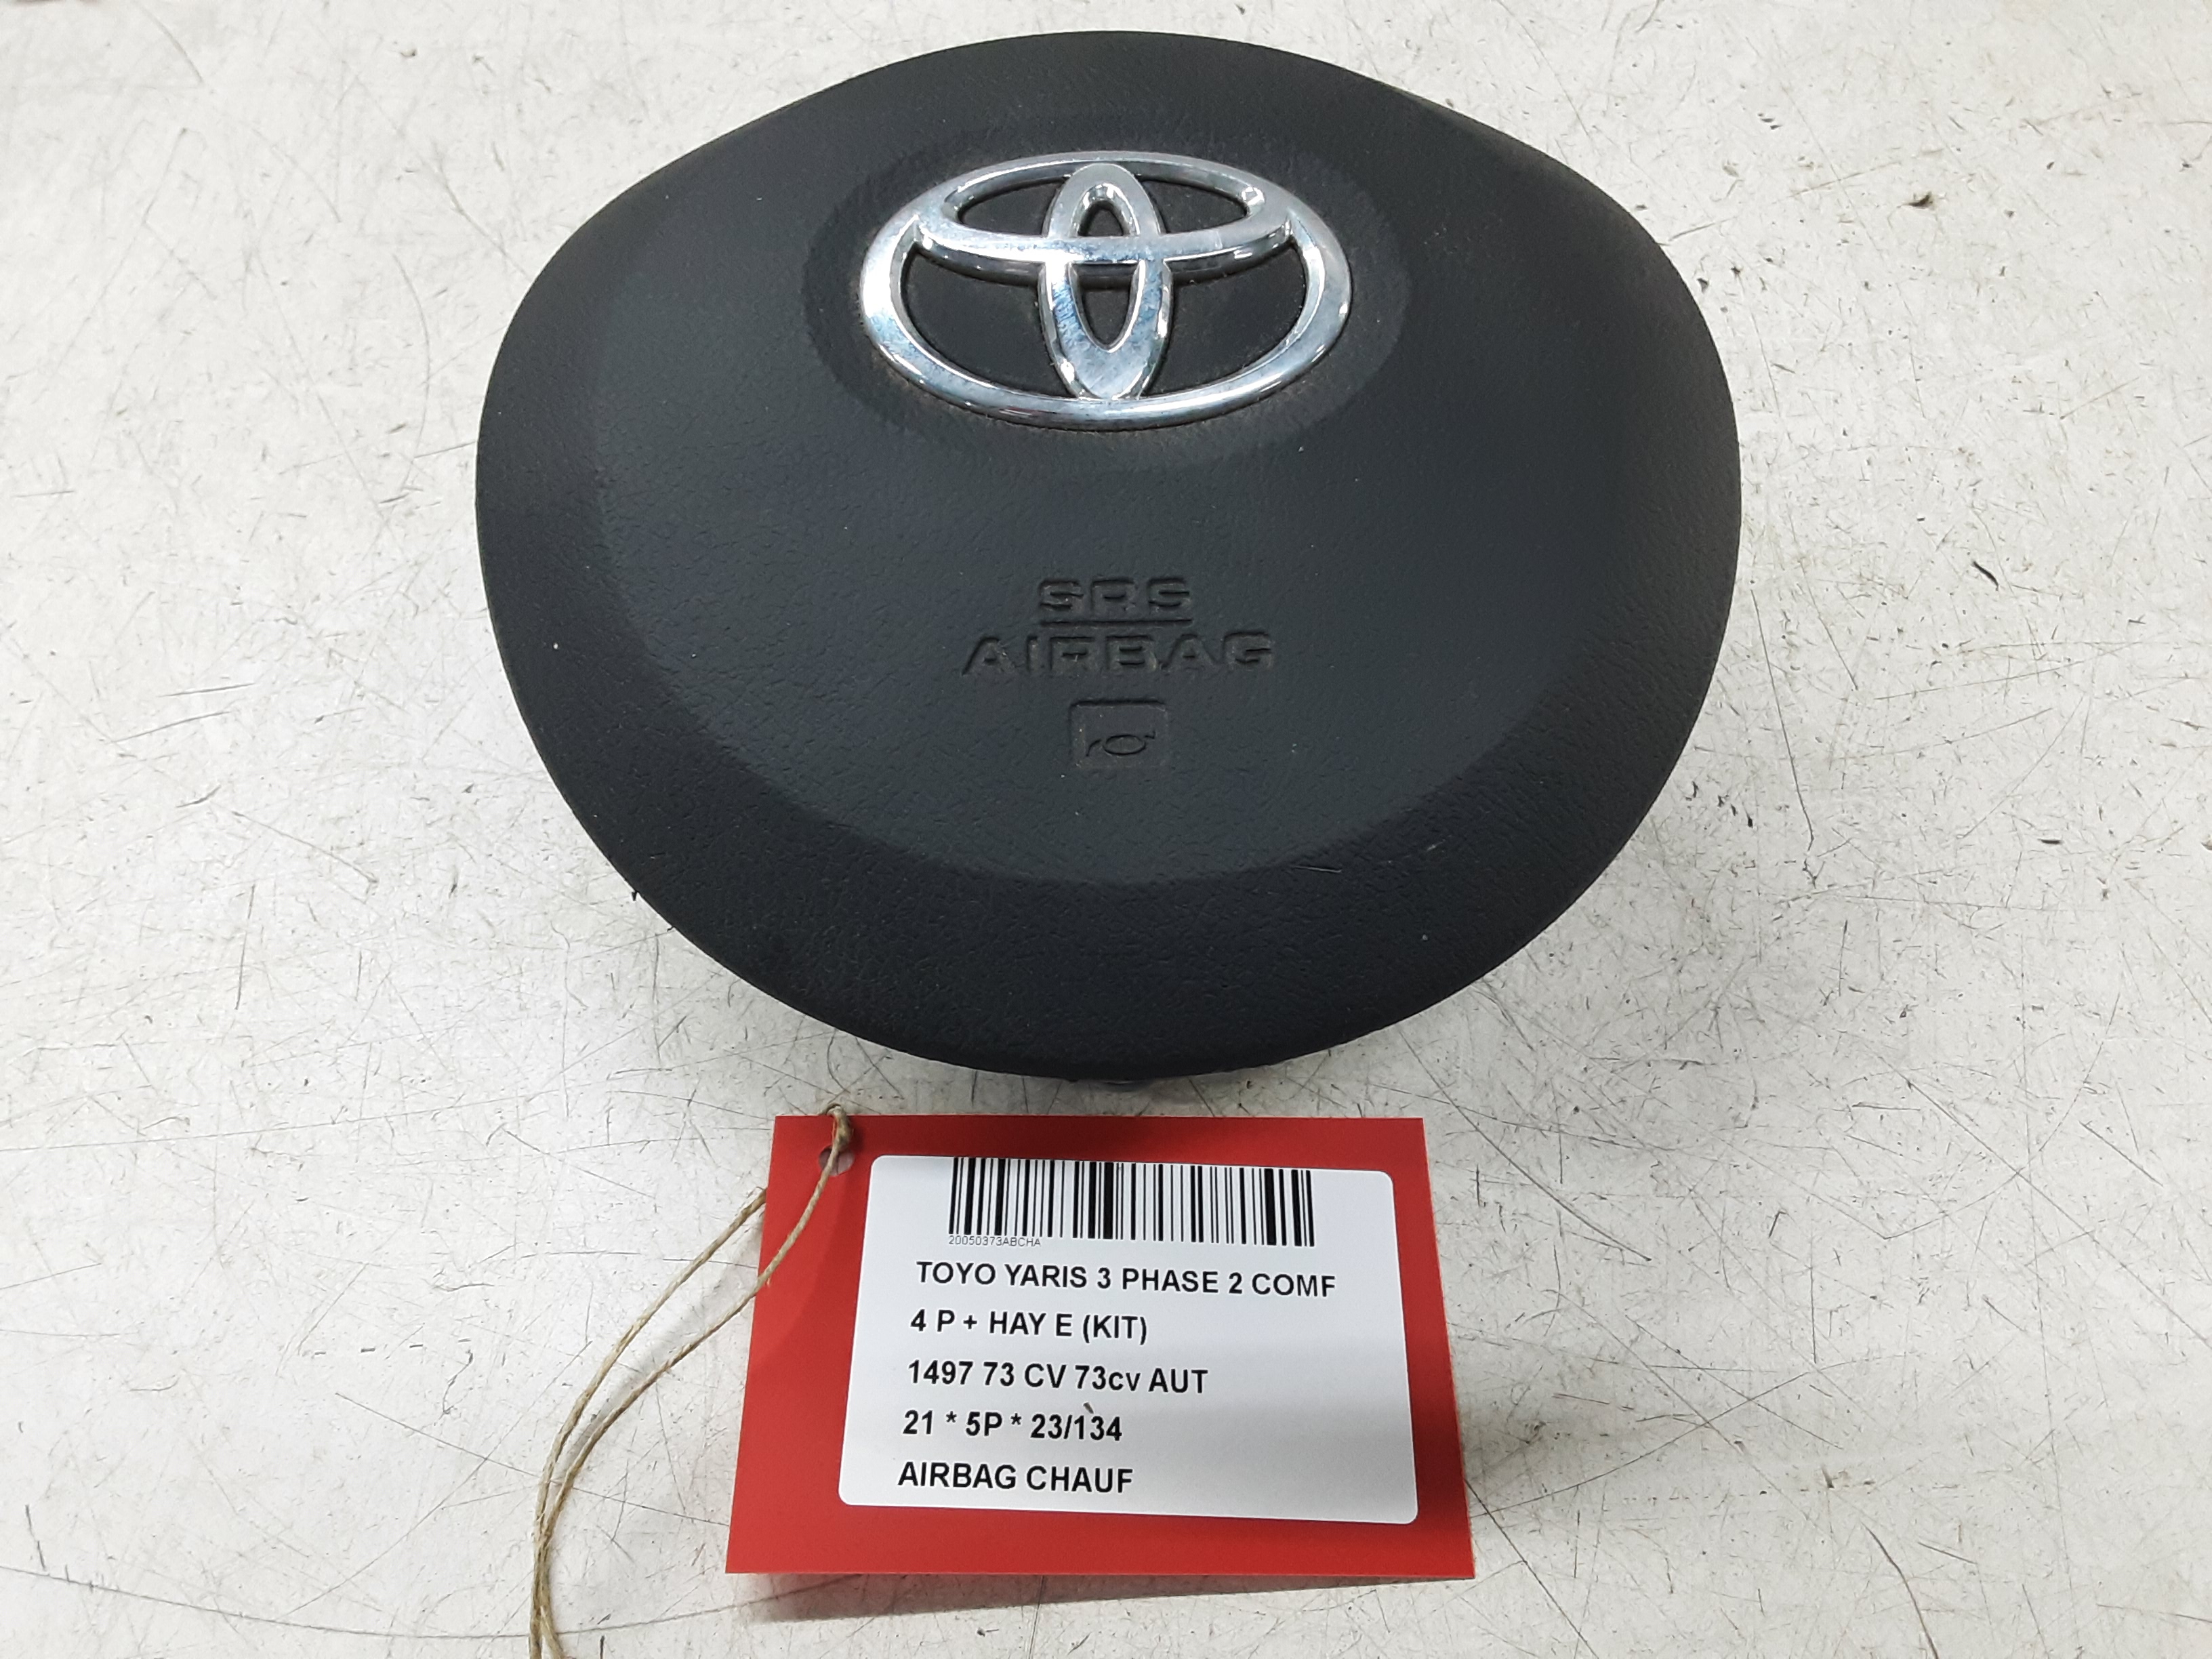 SRS
AIRBAG
20050373ABCHA
TOYO YARIS 3 PHASE 2 COMF
4 P + HAY E (KIT)
1497 73 CV 73cv AUT
21 * 5P * 23/134
AIRBAG CHAUF